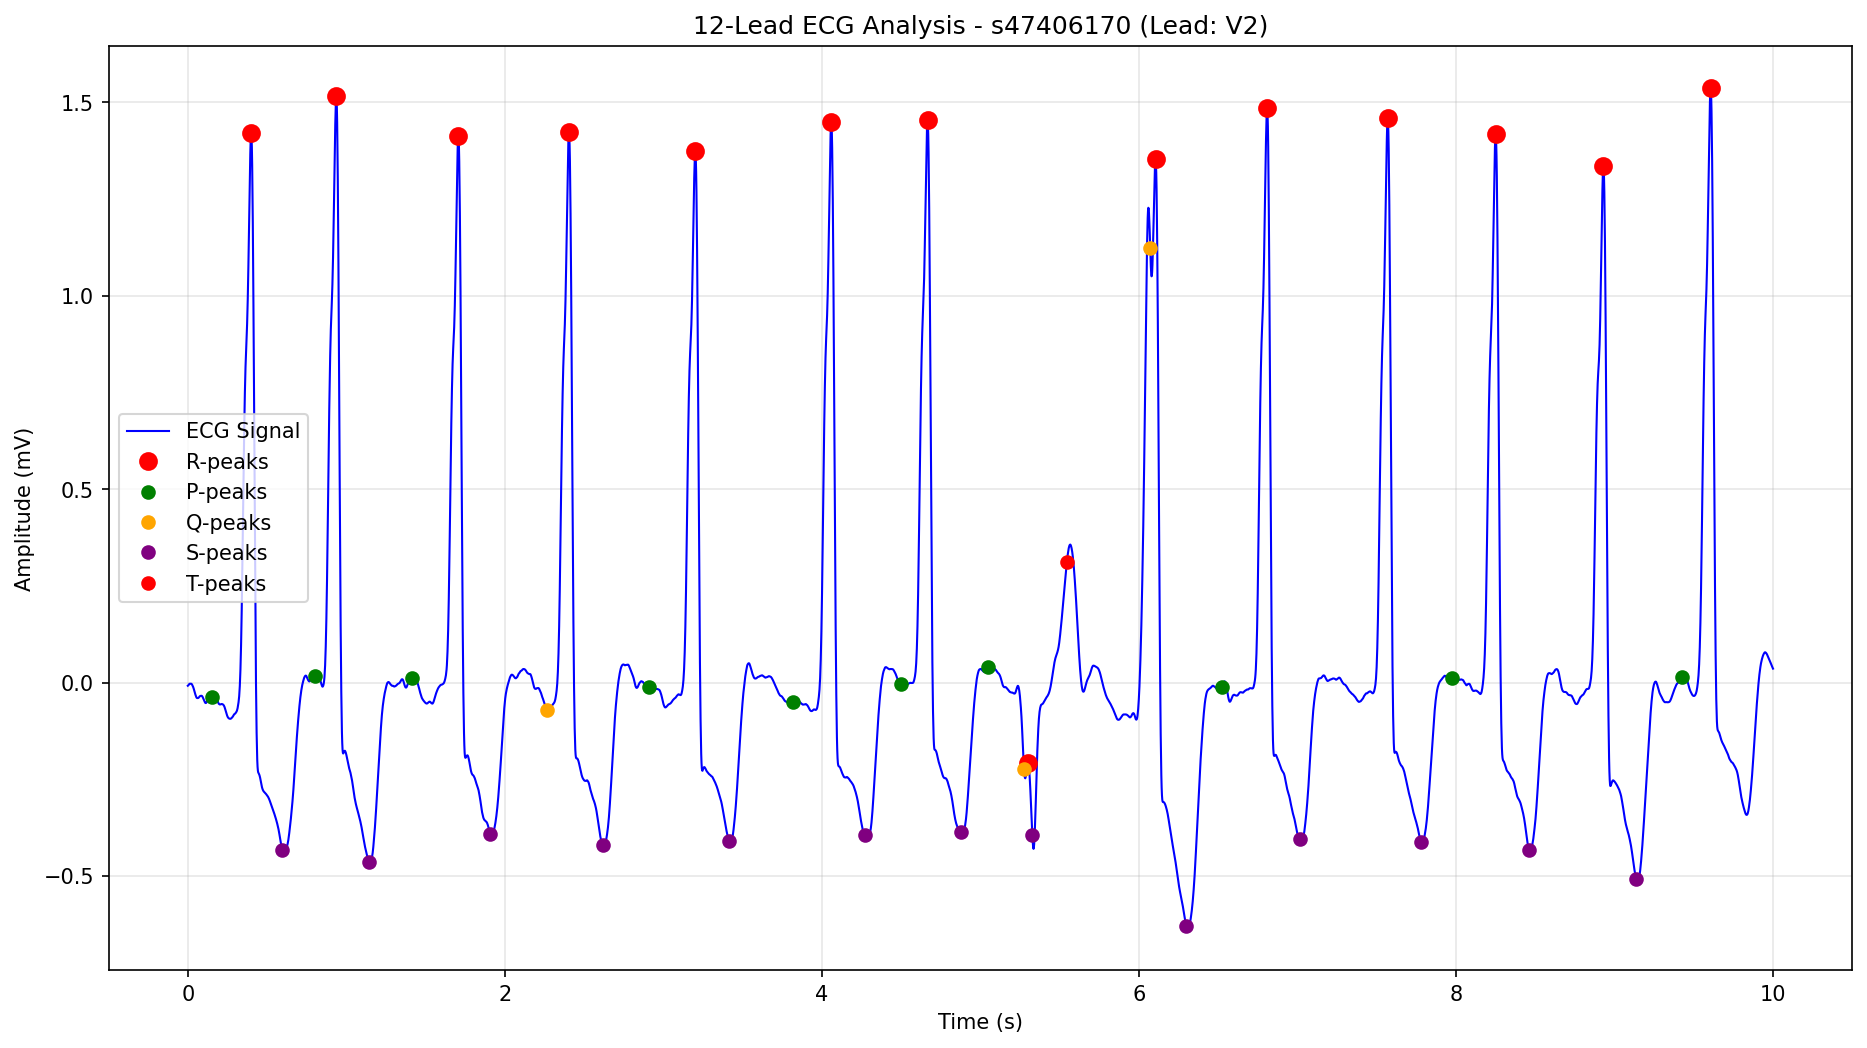 12-Lead ECG Analysis - s47406170 (Lead: V2)
Amplitude (mV)
1.5
1.0
0.5
0.0
−0.5
ECG Signal
R-peaks
P-peaks
Q-peaks
S-peaks
T-peaks
0 2 4 6 8 10
Time (s)